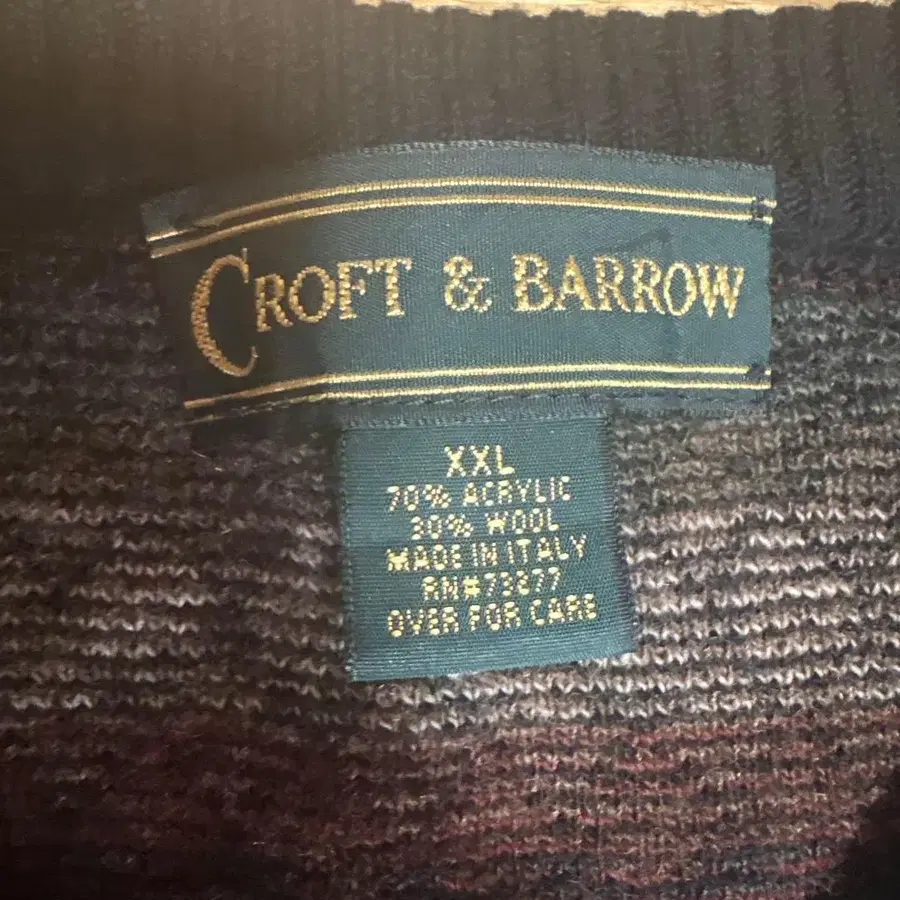 CROFT & BARROW
XXL
70% ACRYLIC
30% WOOL
MADE IN ITALY
RN#73877
OVER FOR CARE